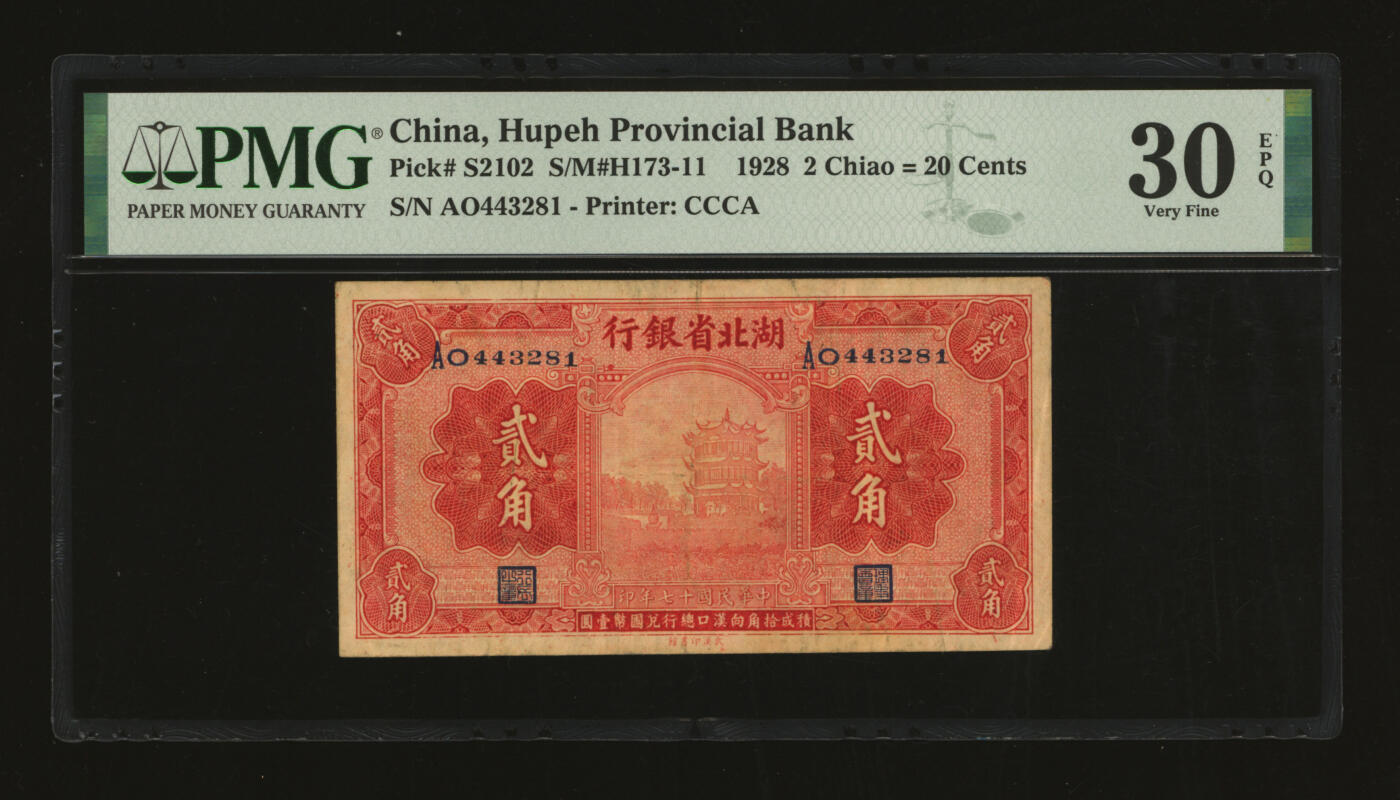 PMG®
PAPER MONEY GUARANTY
China, Hupeh Provincial Bank
Pick# S2102 S/M#H173-11 1928 2 Chiao = 20 Cents
S/N AO443281 - Printer: CCCA
30
EPQ
Very Fine
湖北省銀行
貳角
貳角
AO443281
AO443281
貳角
貳角
貳角
貳角
中華民國十七年印
積成拾角向漢口總行兌國幣壹圓